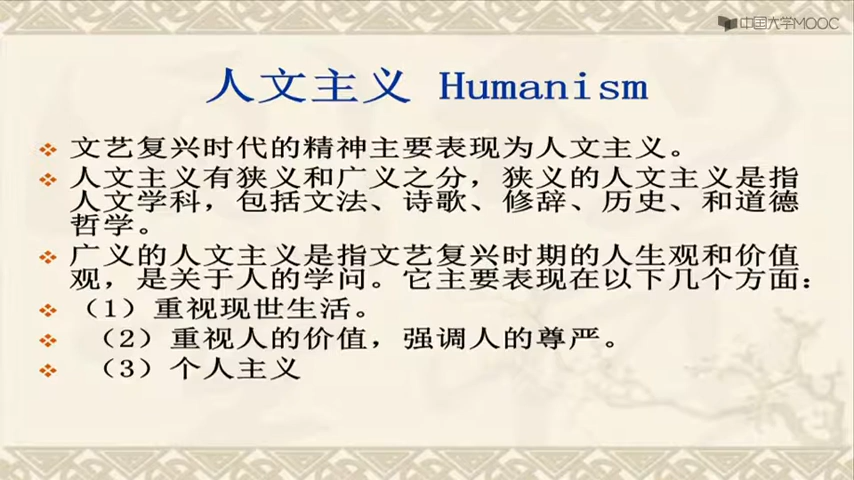 中国大学MOOC
人文主义 Humanism
文艺复兴时代的精神主要表现为人文主义。
人文主义有狭义和广义之分，狭义的人文主义是指
人文学科，包括文法、诗歌、修辞、历史、和道德
哲学。
广义的人文主义是指文艺复兴时期的人生观和价值
观，是关于人的学问。它主要表现在以下几个方面：
（1）重视现世生活。
（2）重视人的价值，强调人的尊严。
（3）个人主义